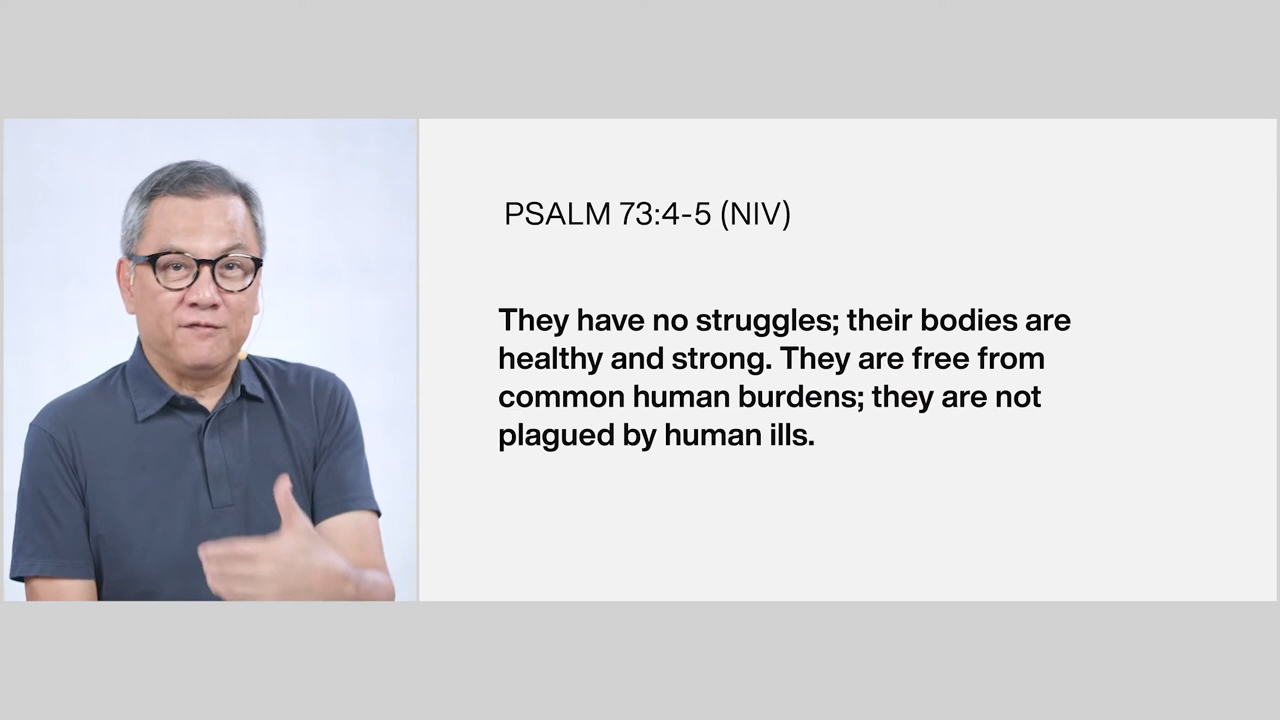 PSALM 73:4-5 (NIV)
They have no struggles; their bodies are
healthy and strong. They are free from
common human burdens; they are not
plagued by human ills.